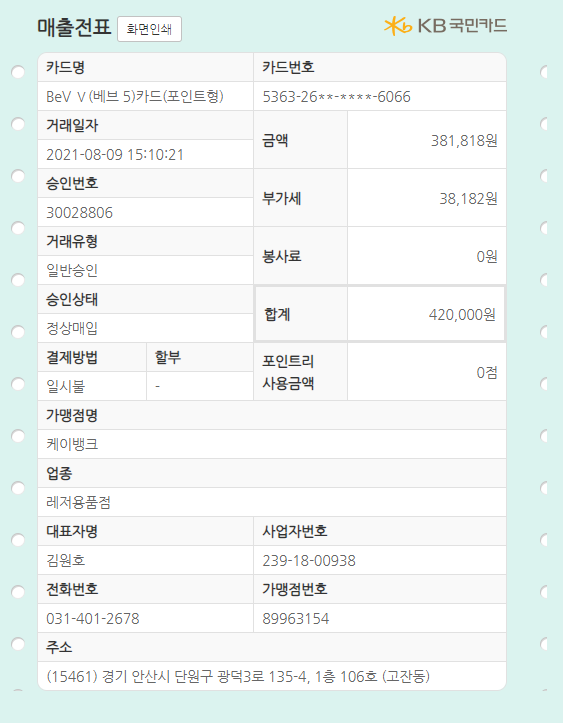 매출전표 화면인쇄 KB국민카드
카드명 카드번호
BeV V (베브 5)카드(포인트형) 5363-26**-****-6066
거래일자
2021-08-09 15:10:21
금액 381,818원
승인번호
30028806
부가세 38,182원
거래유형
일반승인
봉사료 0원
승인상태
정상매입
합계 420,000원
결제방법 할부
일시불 -
포인트리
사용금액
0점
가맹점명
케이뱅크
업종
레저용품점
대표자명 사업자번호
김원호 239-18-00938
전화번호 가맹점번호
031-401-2678 89963154
주소
(15461) 경기 안산시 단원구 광덕3로 135-4, 1층 106호 (고잔동)